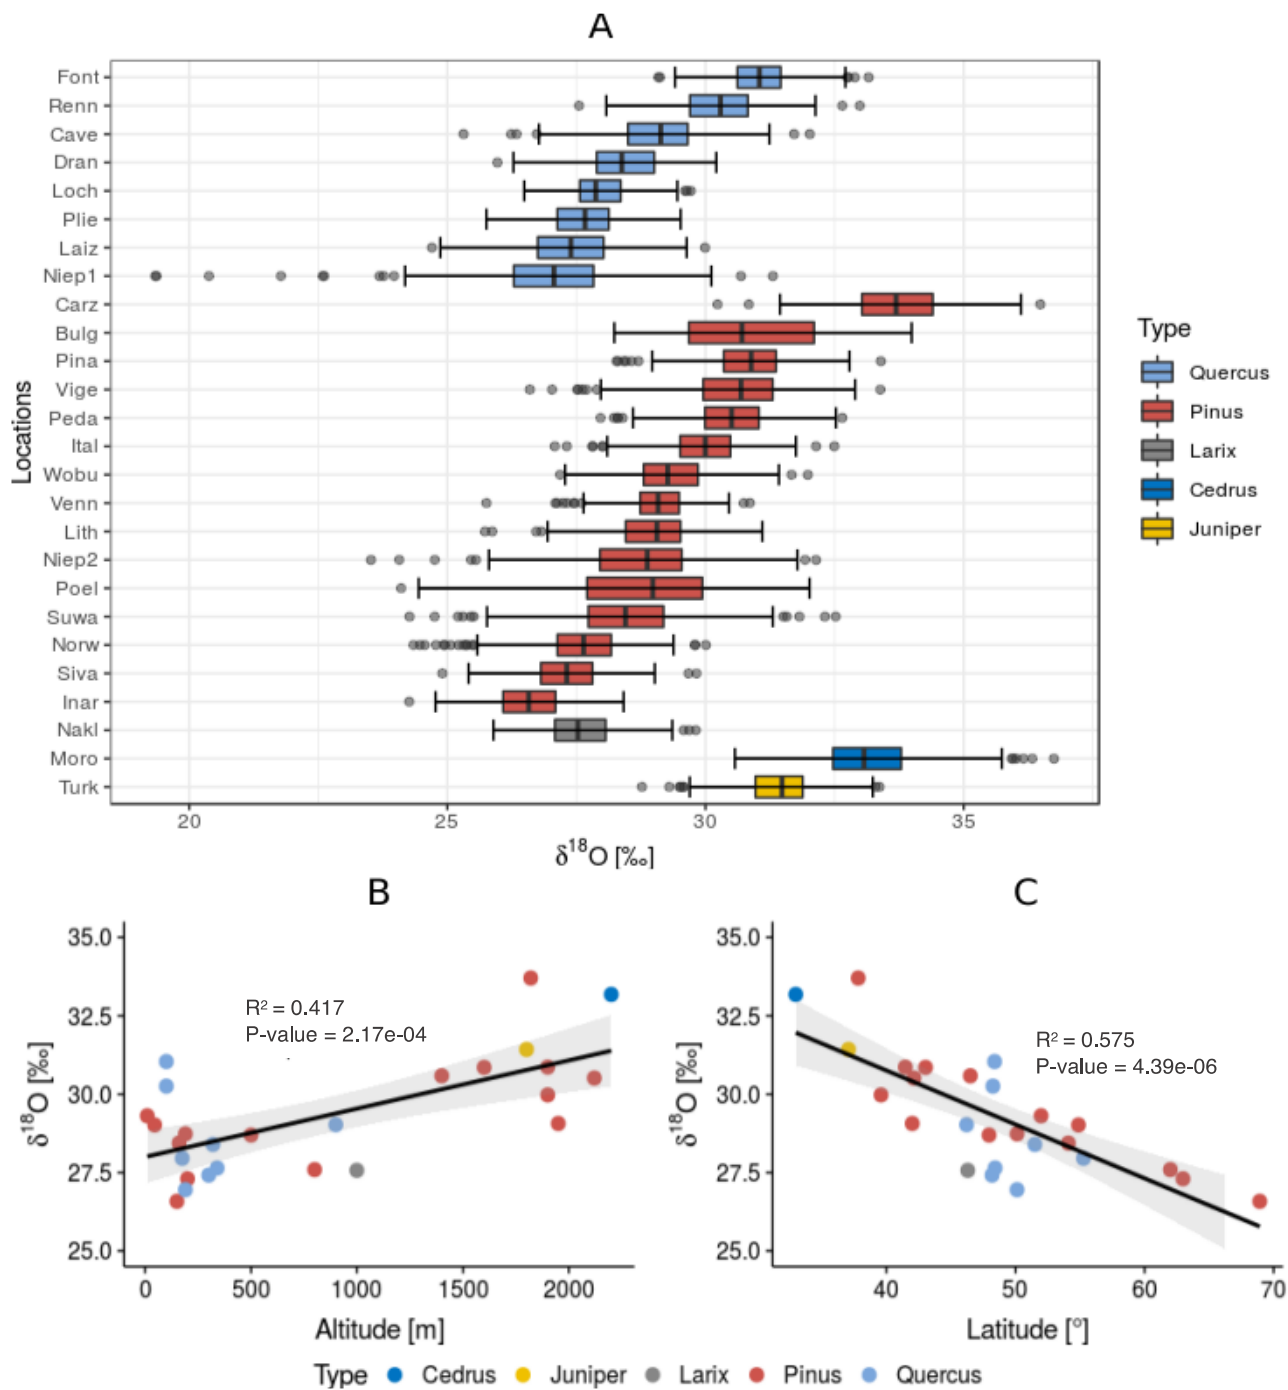 A
Font
Renn
Cave
Dran
Loch
Plie
Laiz
Niep1
Carz
Bulg
Pina
Vige
Peda
Ital
Wobu
Venn
Lith
Niep2
Poel
Suwa
Norw
Siva
Inar
Nakl
Moro
Turk
Locations
20 25 30 35
δ¹⁸O [‰]
Type
Quercus
Pinus
Larix
Cedrus
Juniper
B
35.0
32.5
30.0
27.5
25.0
δ¹⁸O [‰]
R² = 0.417
P-value = 2.17e-04
0 500 1000 1500 2000
Altitude [m]
C
35.0
32.5
30.0
27.5
25.0
δ¹⁸O [‰]
R² = 0.575
P-value = 4.39e-06
40 50 60 70
Latitude [°]
Type Cedrus Juniper Larix Pinus Quercus